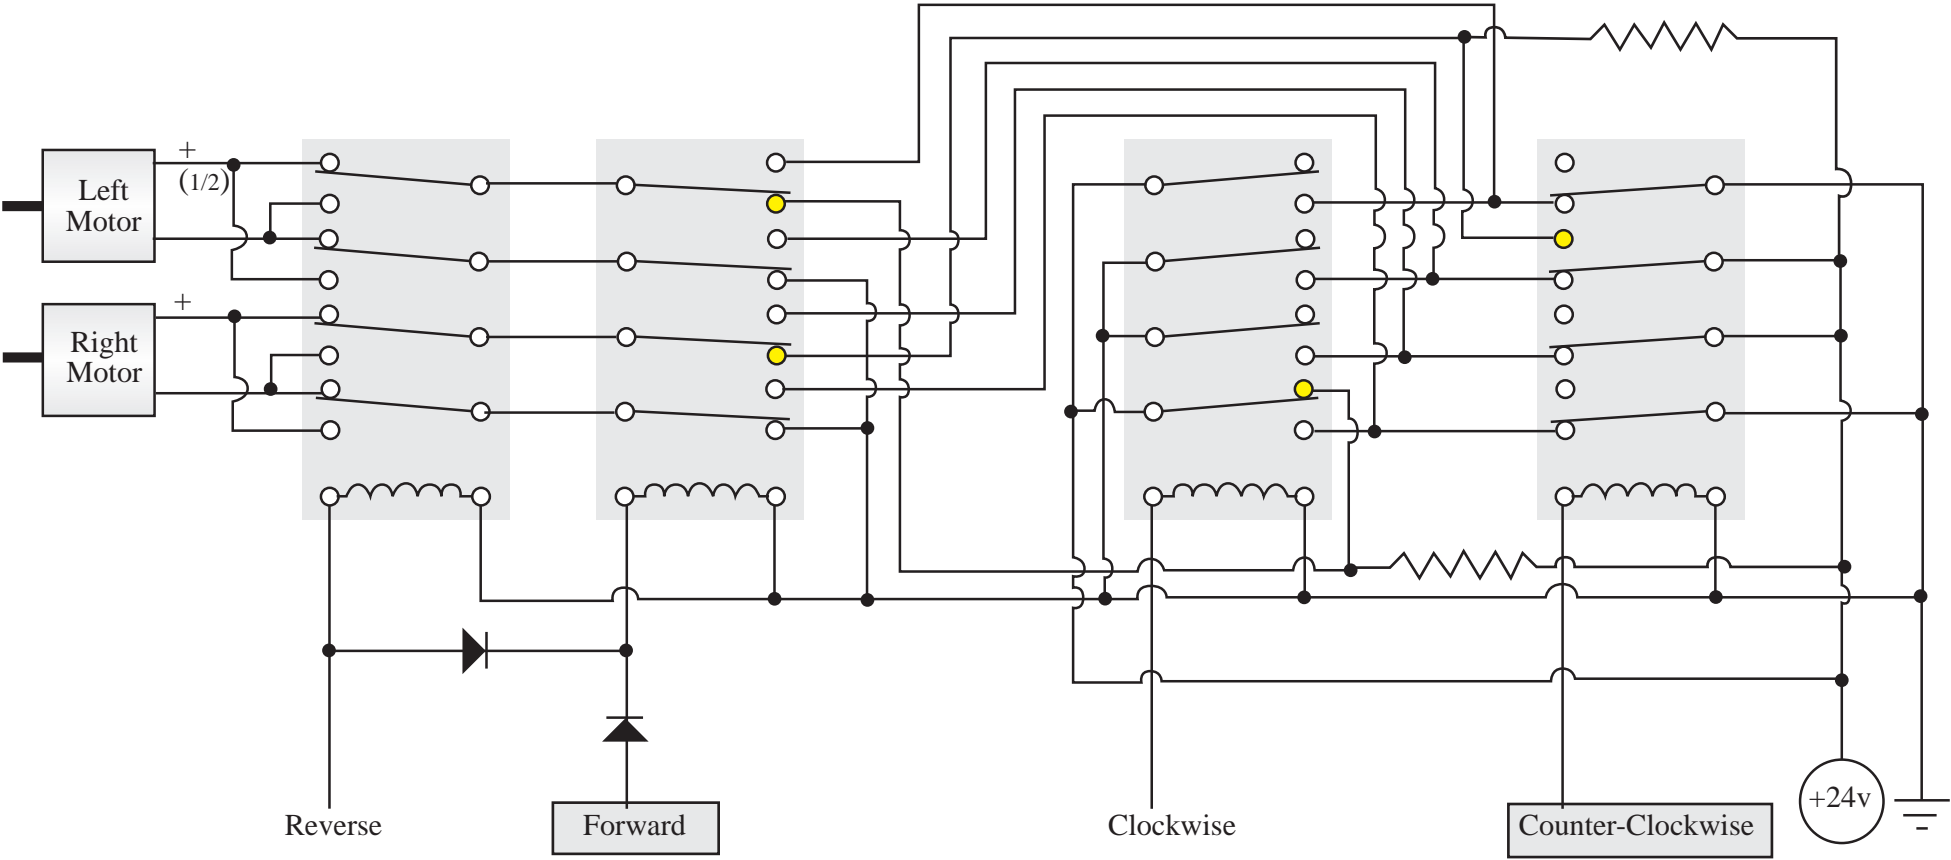 +
(1/2)
Left
Motor
+
Right
Motor
Reverse
Forward
Clockwise
Counter-Clockwise
+24v